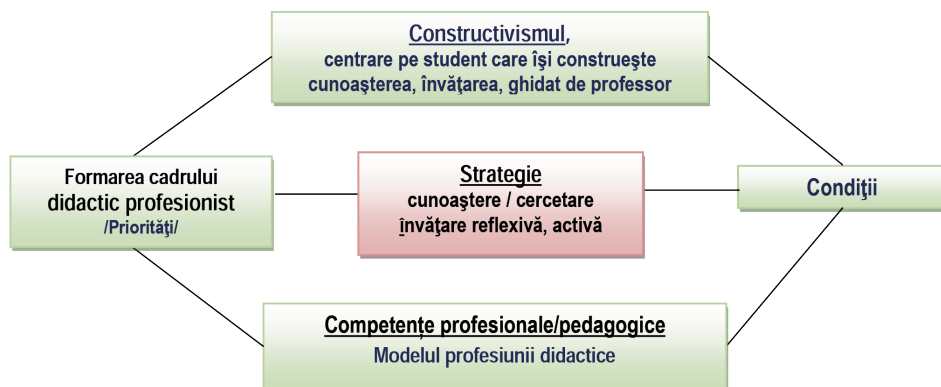 Constructivismul,
centrare pe student care îşi construeşte
cunoaşterea, învăţarea, ghidat de professor
Formarea cadrului
didactic profesionist
/Priorităţi/
Strategie
cunoaştere / cercetare
învăţare reflexivă, activă
Condiţii
Competențe profesionale/pedagogice
Modelul profesiunii didactice